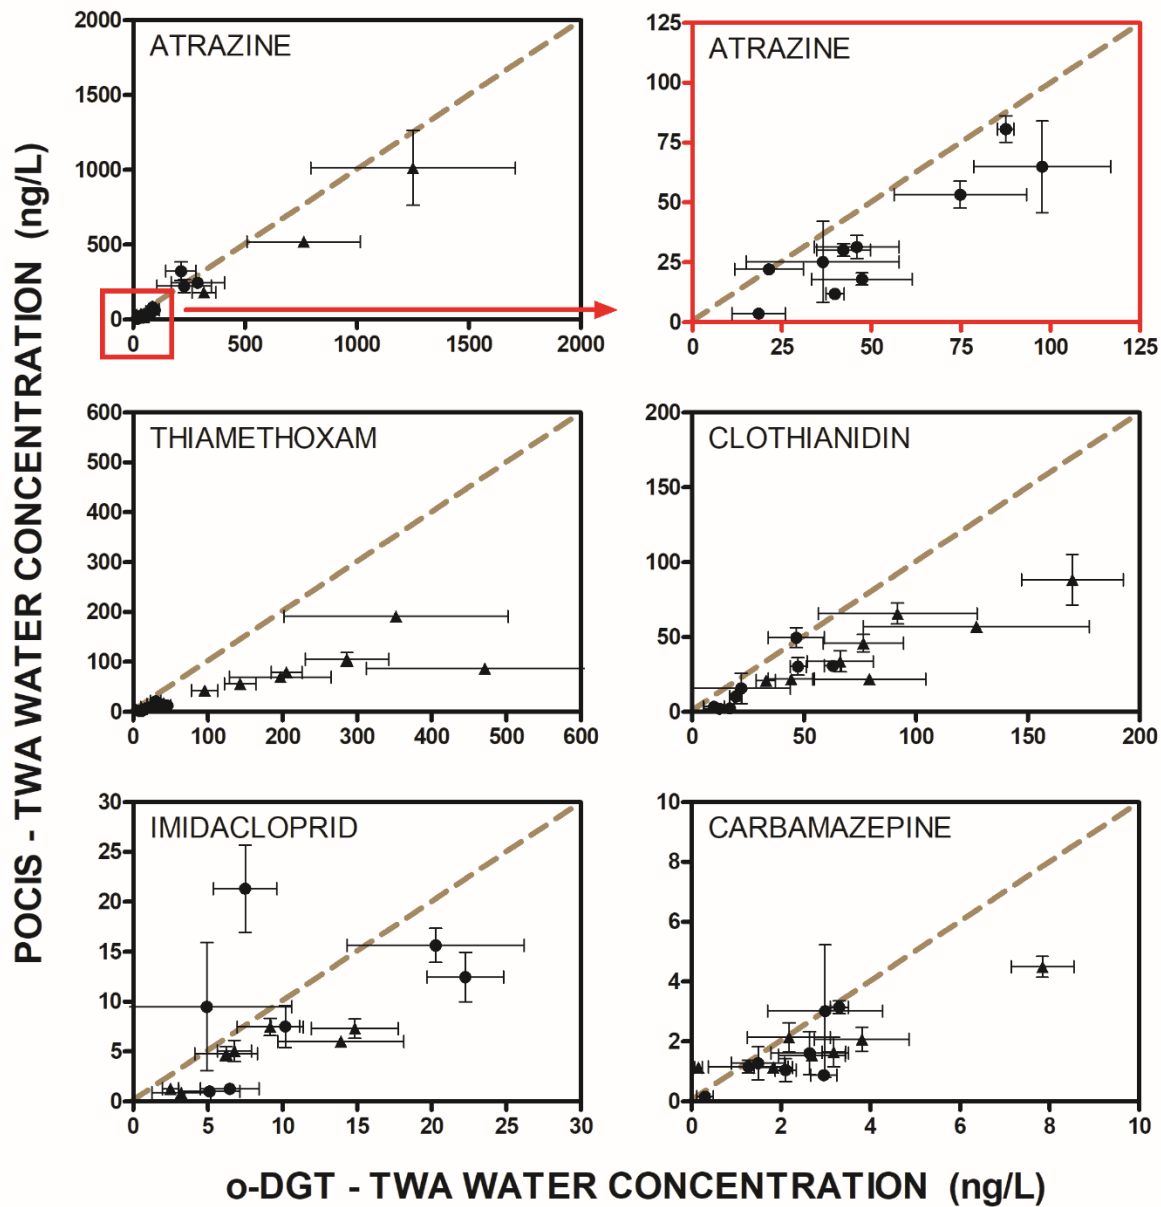 POCIS - TWA WATER CONCENTRATION (ng/L)
ATRAZINE
2000
1500
1000
500
0
0 500 1000 1500 2000
ATRAZINE
125
100
75
50
25
0
0 25 50 75 100 125
THIAMETHOXAM
600
500
400
300
200
100
0
0 100 200 300 400 500 600
CLOTHIANIDIN
200
150
100
50
0
0 50 100 150 200
IMIDACLOPRID
30
25
20
15
10
5
0
0 5 10 15 20 25 30
CARBAMAZEPINE
10
8
6
4
2
0
0 2 4 6 8 10
o-DGT - TWA WATER CONCENTRATION (ng/L)